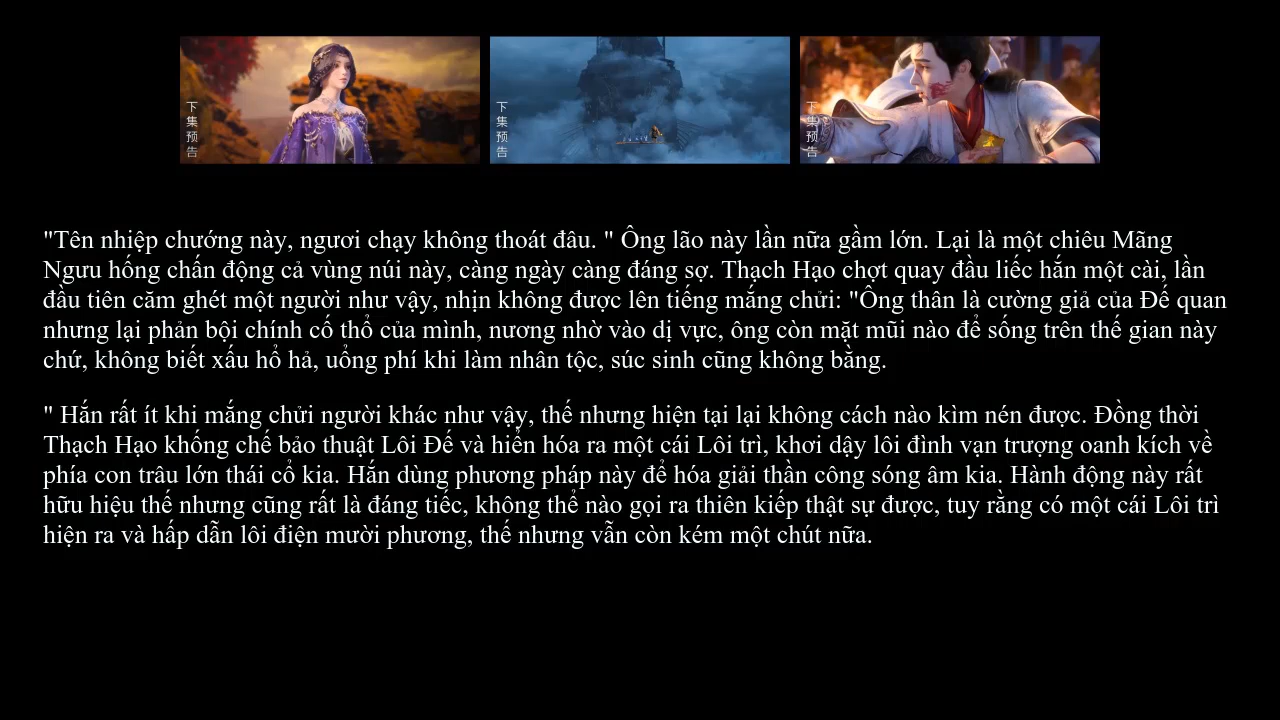 下集预告
下集预告
下集预告
"Tên nhiệp chướng này, ngươi chạy không thoát đâu. " Ông lão này lần nữa gầm lớn. Lại là một chiêu Mãng
Ngưu hống chấn động cả vùng núi này, càng ngày càng đáng sợ. Thạch Hạo chợt quay đầu liếc hắn một cài, lần
đầu tiên căm ghét một người như vậy, nhịn không được lên tiếng mắng chửi: "Ông thân là cường giả của Đế quan
nhưng lại phản bội chính cố thổ của mình, nương nhờ vào dị vực, ông còn mặt mũi nào để sống trên thế gian này
chứ, không biết xấu hổ hả, uổng phí khi làm nhân tộc, súc sinh cũng không bằng.
" Hắn rất ít khi mắng chửi người khác như vậy, thế nhưng hiện tại lại không cách nào kìm nén được. Đồng thời
Thạch Hạo khống chế bảo thuật Lôi Đế và hiển hóa ra một cái Lôi trì, khơi dậy lôi đình vạn trượng oanh kích về
phía con trâu lớn thái cổ kia. Hắn dùng phương pháp này để hóa giải thần công sóng âm kia. Hành động này rất
hữu hiệu thế nhưng cũng rất là đáng tiếc, không thể nào gọi ra thiên kiếp thật sự được, tuy rằng có một cái Lôi trì
hiện ra và hấp dẫn lôi điện mười phương, thế nhưng vẫn còn kém một chút nữa.